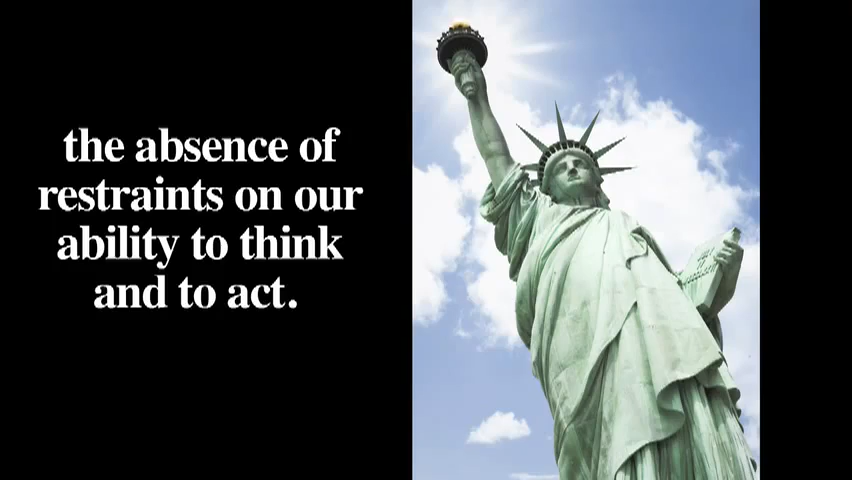 the absence of
restraints on our
ability to think
and to act.